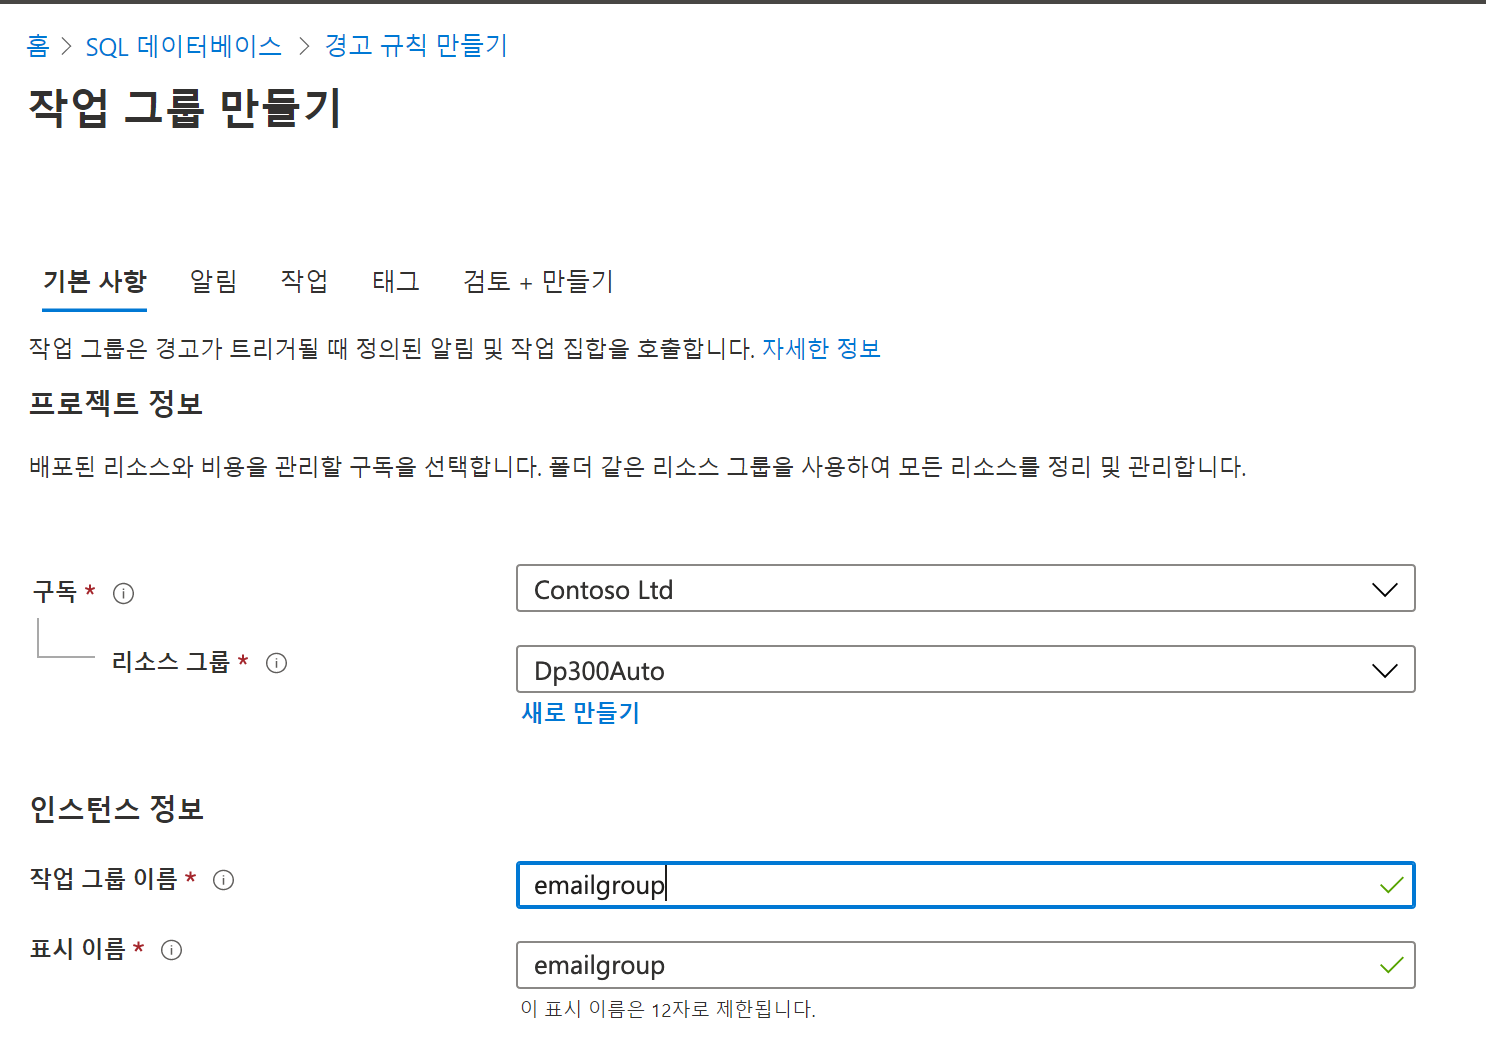 홈 > SQL 데이터베이스 > 경고 규칙 만들기
작업 그룹 만들기
기본 사항 알림 작업 태그 검토 + 만들기
작업 그룹은 경고가 트리거될 때 정의된 알림 및 작업 집합을 호출합니다. 자세한 정보
프로젝트 정보
배포된 리소스와 비용을 관리할 구독을 선택합니다. 폴더 같은 리소스 그룹을 사용하여 모든 리소스를 정리 및 관리합니다.
구독 * Contoso Ltd
리소스 그룹 * Dp300Auto
새로 만들기
인스턴스 정보
작업 그룹 이름 * emailgroup
표시 이름 * emailgroup
이 표시 이름은 12자로 제한됩니다.